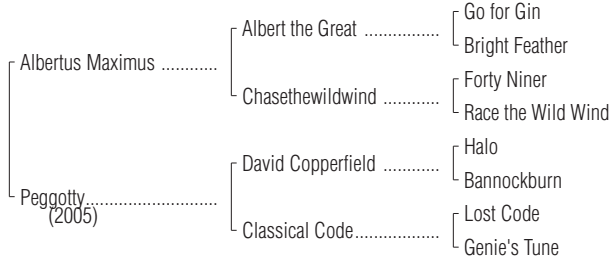 Go for Gin
Albert the Great ................
Bright Feather
Albertus Maximus ............
Forty Niner
Chasethewildwind ............
Race the Wild Wind
Halo
David Copperfield ............
Bannockburn
Peggotty............................
(2005)
Lost Code
Classical Code..................
Genie's Tune